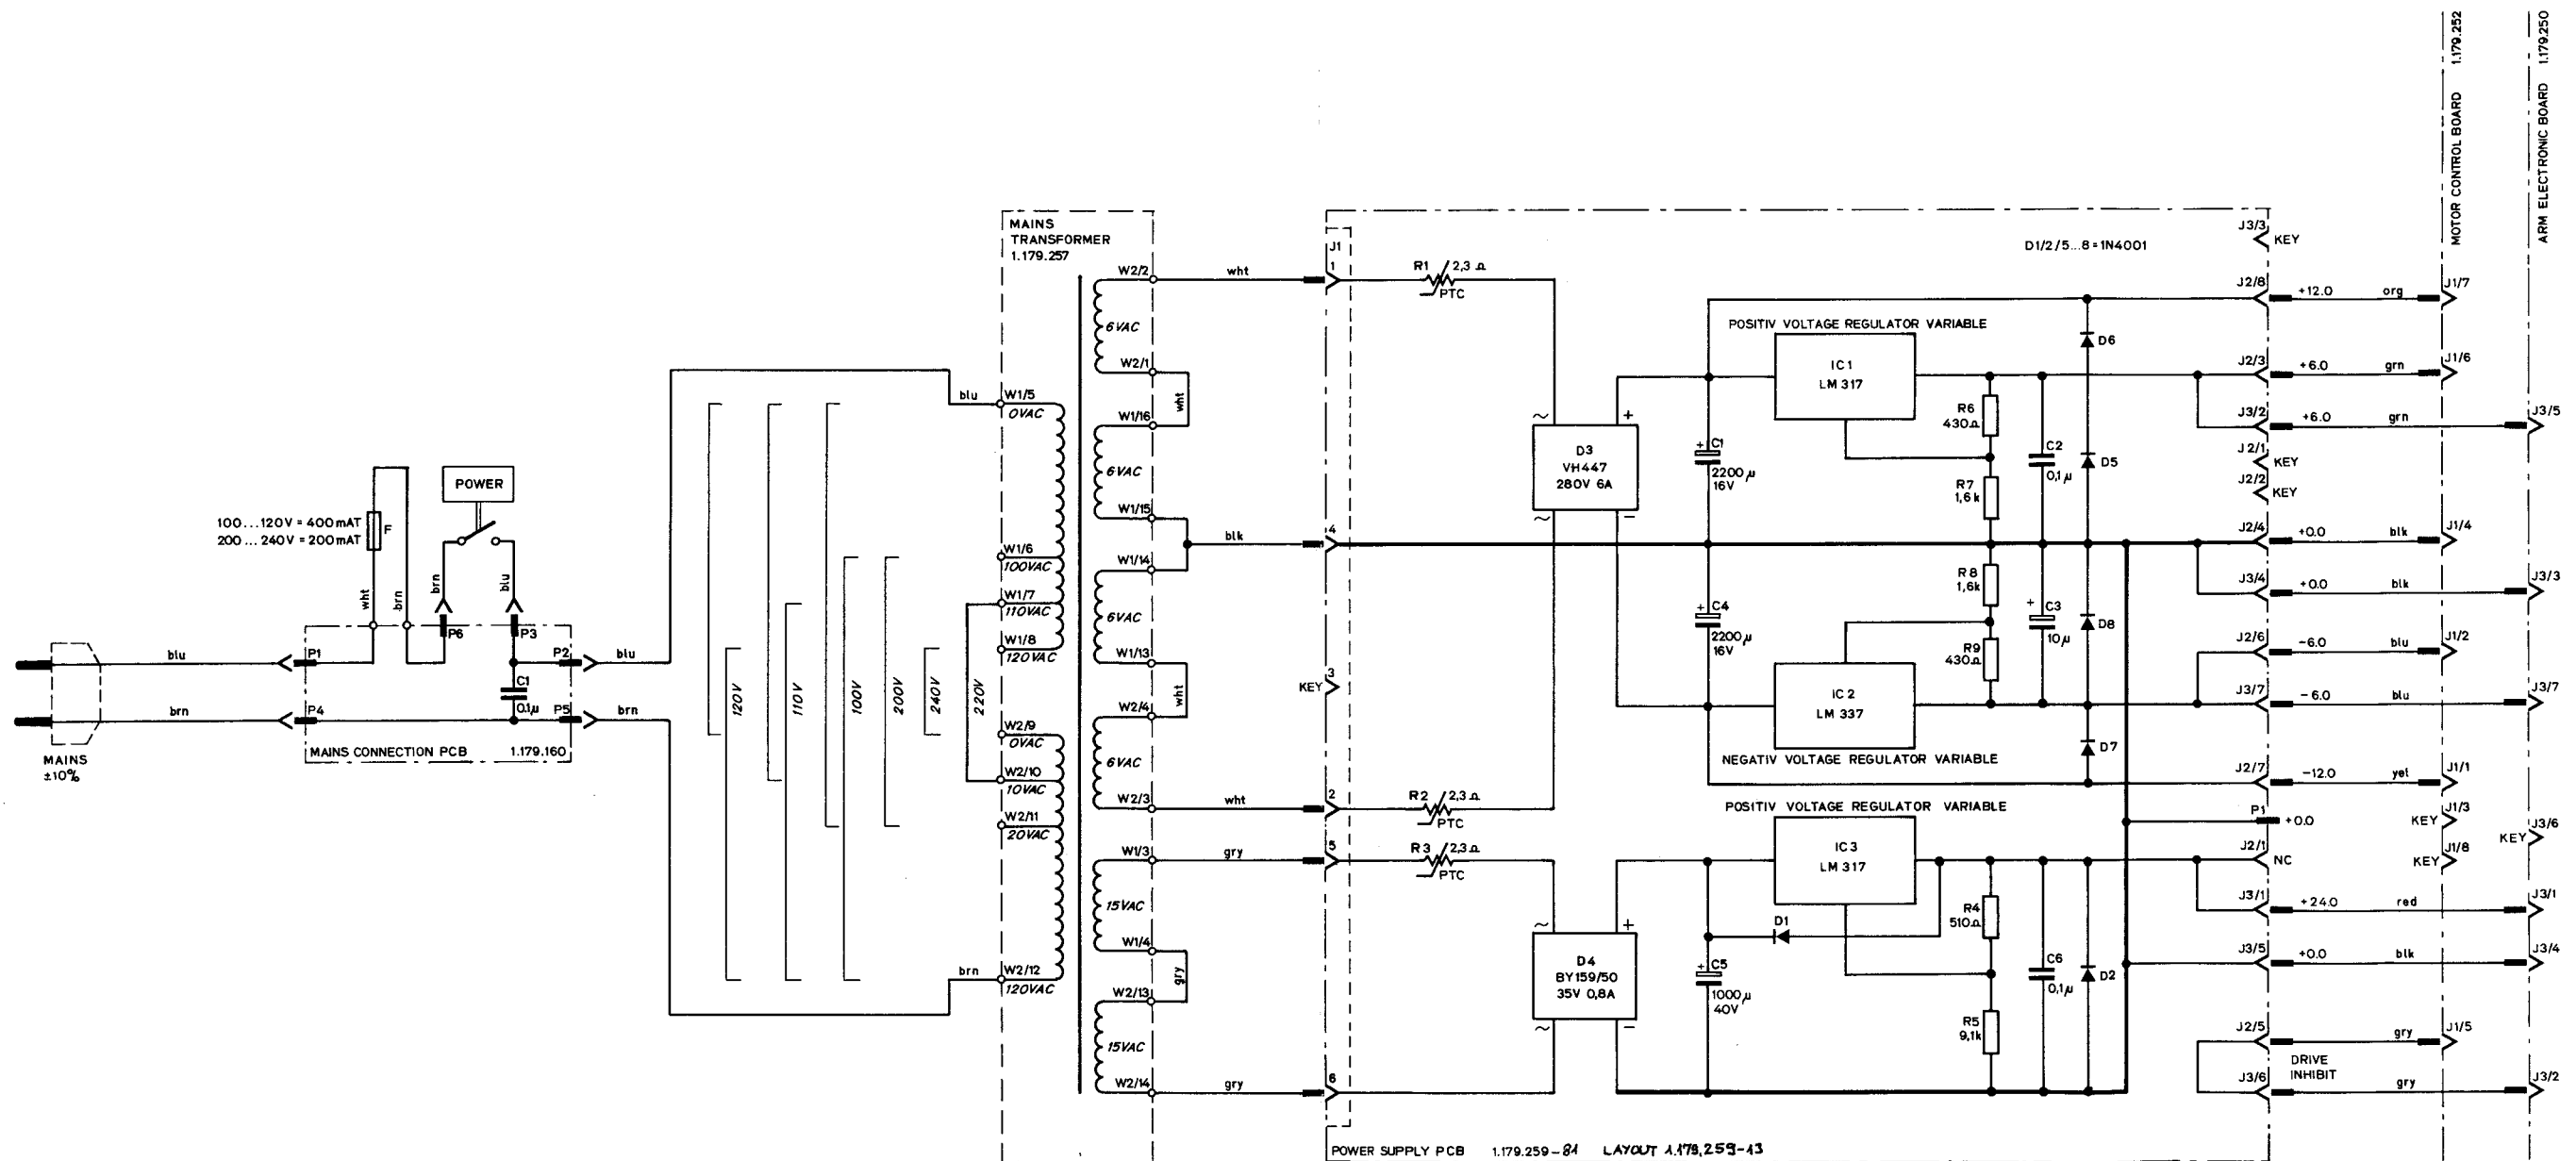 MOTOR CONTROL BOARD 1.179.252
ARM ELECTRONIC BOARD 1.179.250
100...120V = 400mAT
200...240V = 200mAT
F
POWER
wht
brn
brn
blu
P6
P3
blu
P1
P2
blu
C1
0.1µ
brn
P4
P5
brn
MAINS CONNECTION PCB 1.179.160
MAINS
±10%
120V
110V
100V
200V
240V
220V
MAINS
TRANSFORMER
1.179.257
blu
W1/5
0VAC
W1/6
100VAC
W1/7
110VAC
W1/8
120VAC
W2/9
0VAC
W2/10
10VAC
W2/11
20VAC
brn
W2/12
120VAC
W2/2
6VAC
W2/1
wht
W1/16
6VAC
W1/15
W1/14
6VAC
W1/13
wht
W2/4
6VAC
W2/3
W1/3
15VAC
W1/4
gry
W2/13
15VAC
W2/14
wht
blk
wht
gry
gry
J1
1
4
KEY 3
2
5
6
R1 2,3 Ω
PTC
R2 2,3 Ω
PTC
R3 2,3 Ω
PTC
~
+
D3
VH447
280V 6A
~
−
~
+
D4
BY159/50
35V 0,8A
~
−
D1/2/5...8 = 1N4001
POSITIV VOLTAGE REGULATOR VARIABLE
IC1
LM 317
+ C1
2200µ
16V
R6
430Ω
R7
1,6k
C2
0,1µ
D6
D5
+ C4
2200µ
16V
R8
1,6k
R9
430Ω
+ C3
10µ
D8
D7
IC2
LM 337
NEGATIV VOLTAGE REGULATOR VARIABLE
POSITIV VOLTAGE REGULATOR VARIABLE
IC3
LM 317
D1
+ C5
1000µ
40V
R4
510Ω
R5
9,1k
C6
0,1µ
D2
J3/3
KEY
J2/8 +12.0 org J1/7
J2/3 +6.0 grn J1/6
J3/2 +6.0 grn J3/5
J2/1
KEY
J2/2
KEY
J2/4 +0.0 blk J1/4
J3/4 +0.0 blk J3/3
J2/6 −6.0 blu J1/2
J3/7 −6.0 blu J3/7
J2/7 −12.0 yel J1/1
P1 +0.0
KEY J1/3
KEY J3/6
J2/1 NC
KEY J1/8
J3/1 +24.0 red J3/1
J3/5 +0.0 blk J3/4
J2/5 gry J1/5
DRIVE
INHIBIT
J3/6 gry J3/2
POWER SUPPLY PCB 1.179.259-81 LAYOUT 1.179.259-13